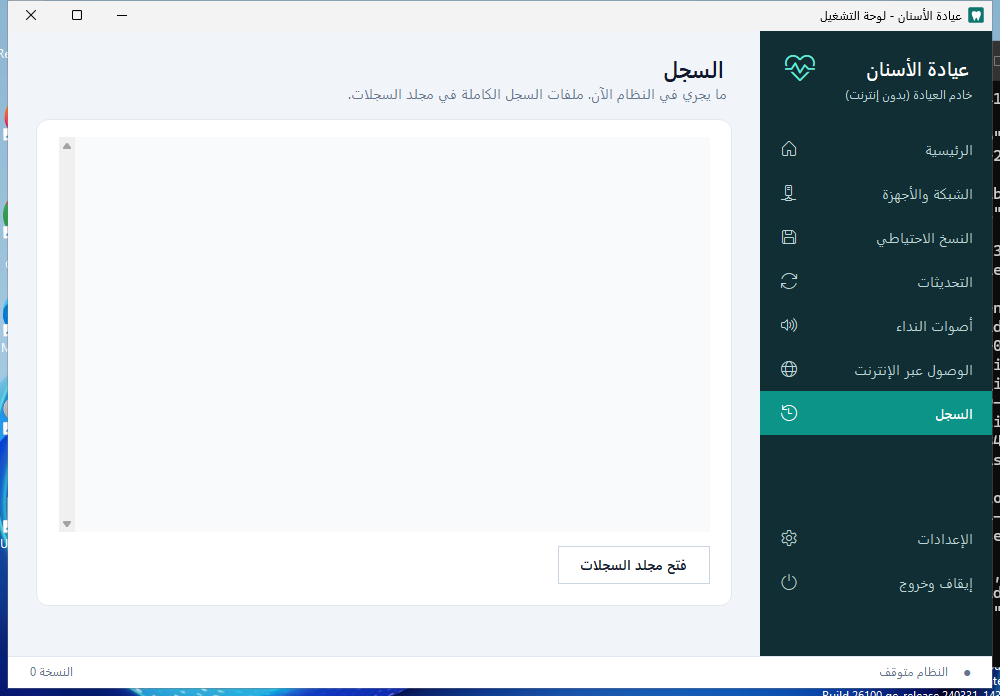 عيادة الأسنان - لوحة التشغيل
عيادة الأسنان
خادم العيادة (بدون إنترنت)
الرئيسية
الشبكة والأجهزة
النسخ الاحتياطي
التحديثات
أصوات النداء
الوصول عبر الإنترنت
السجل
الإعدادات
إيقاف وخروج
السجل
ما يجري في النظام الآن. ملفات السجل الكاملة في مجلد السجلات.
فتح مجلد السجلات
النظام متوقف
النسخة 0